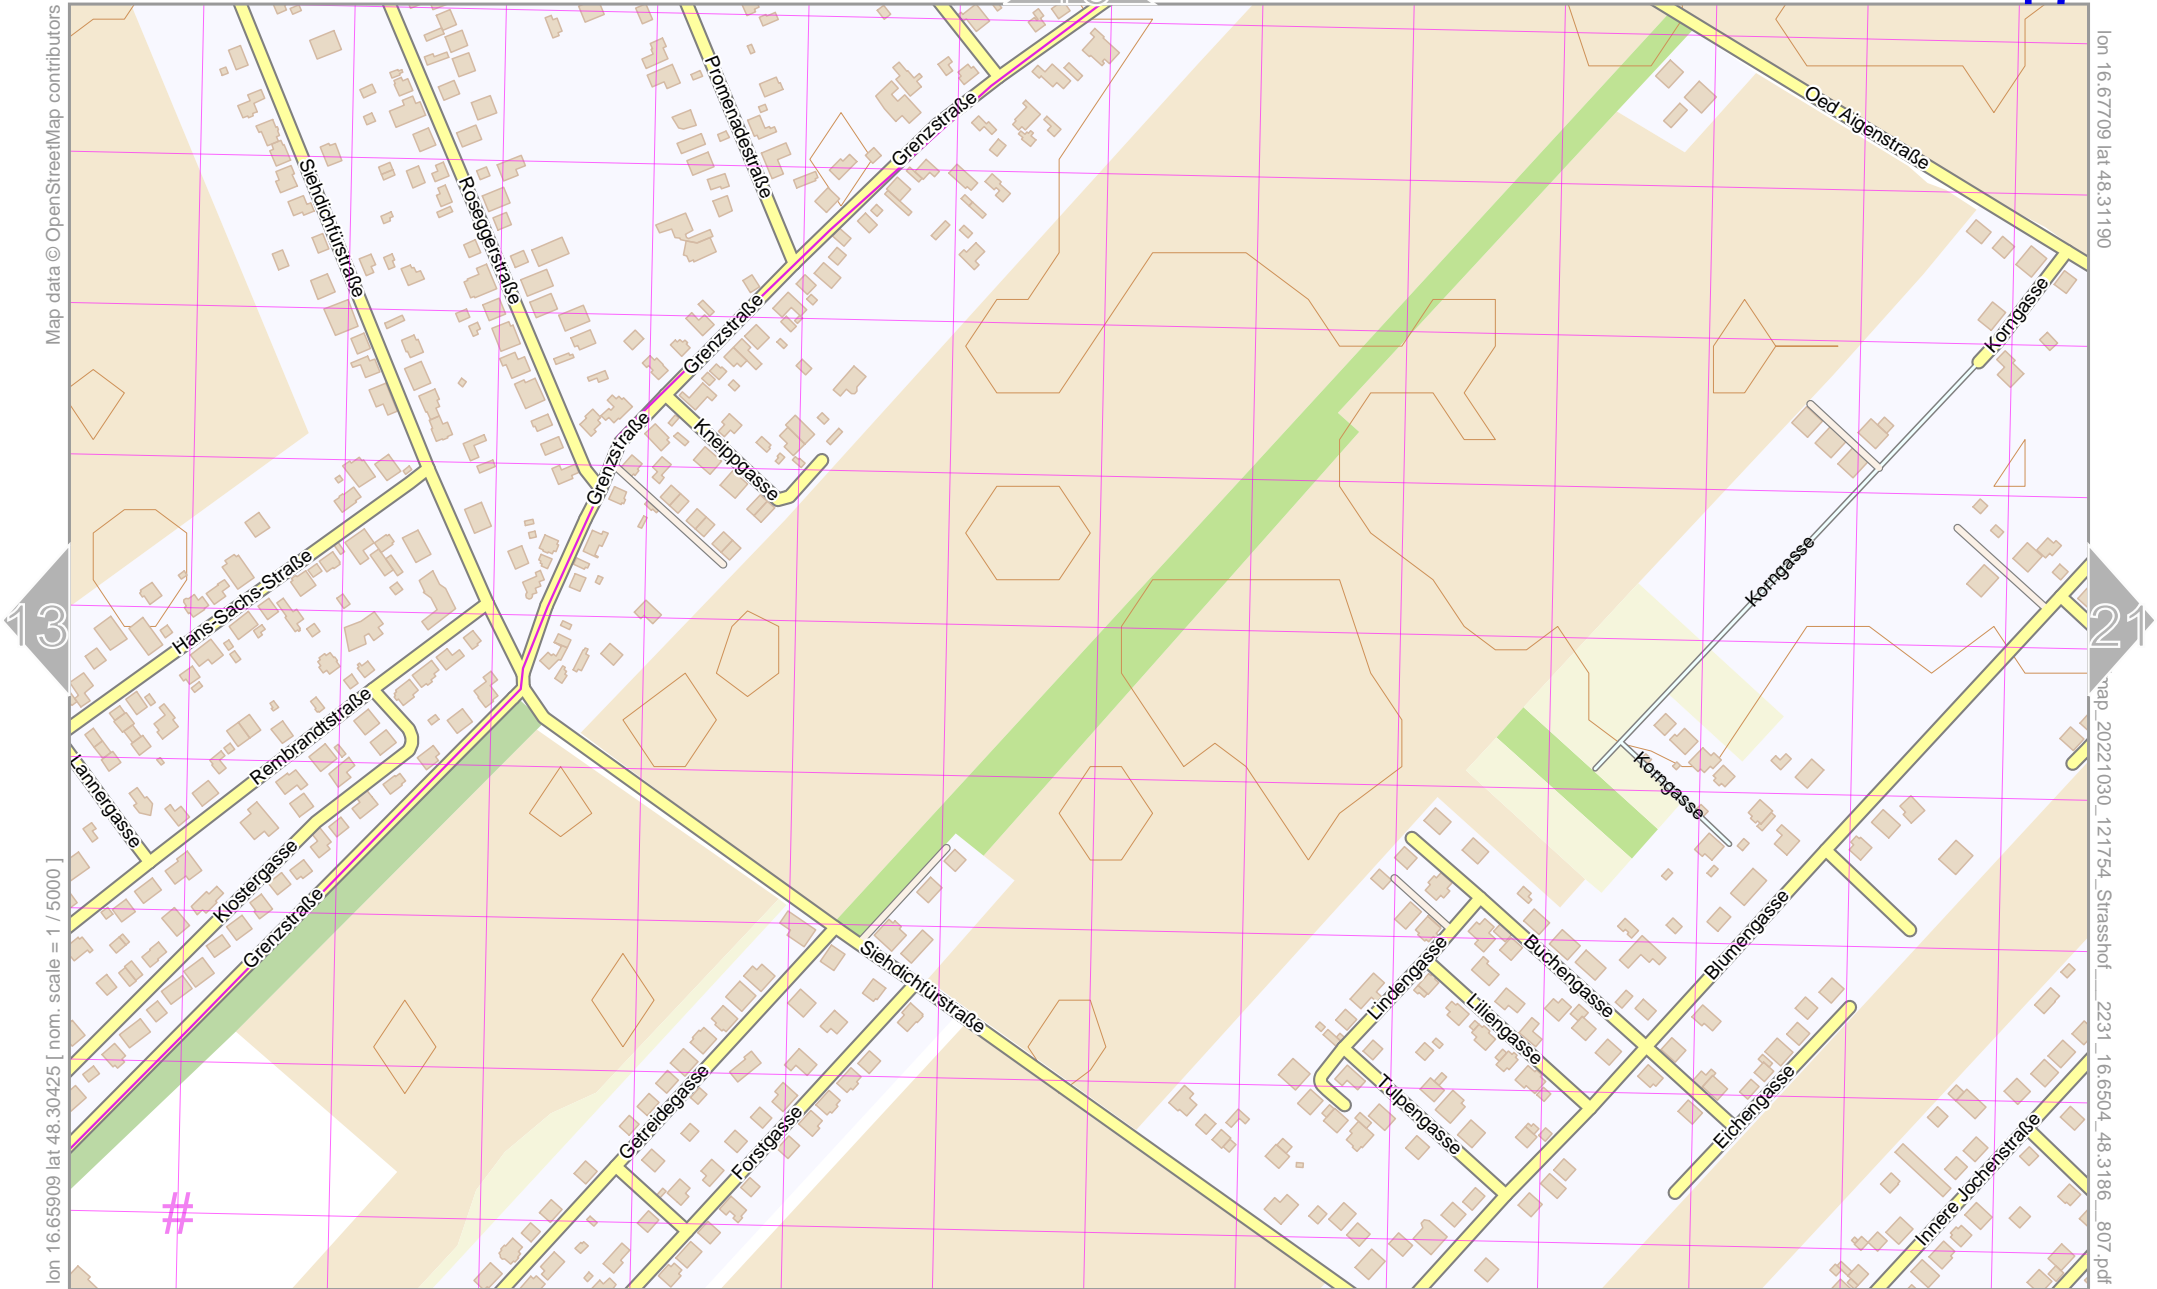 Map data © OpenStreetMap contributors
lon 16.65909 lat 48.30425 [ nom. scale = 1 / 5000 ]
lon 16.67709 lat 48.31190
map_20221030_121754_Strasshof__2231_16.6504_48.3186__807.pdf
13
21
#
Promenadestraße
Grenzstraße
Oed Aigenstraße
Siehdichfürstraße
Roseggerstraße
Grenzstraße
Korngasse
Grenzstraße
Kneippgasse
Hans-Sachs-Straße
Korngasse
Rembrandtstraße
Lannergasse
Korngasse
Klostergasse
Grenzstraße
Siehdichfürstraße
Lindengasse
Buchengasse
Blumengasse
Liliengasse
Getreidegasse
Forstgasse
Tulpengasse
Eichengasse
Innere Jochenstraße